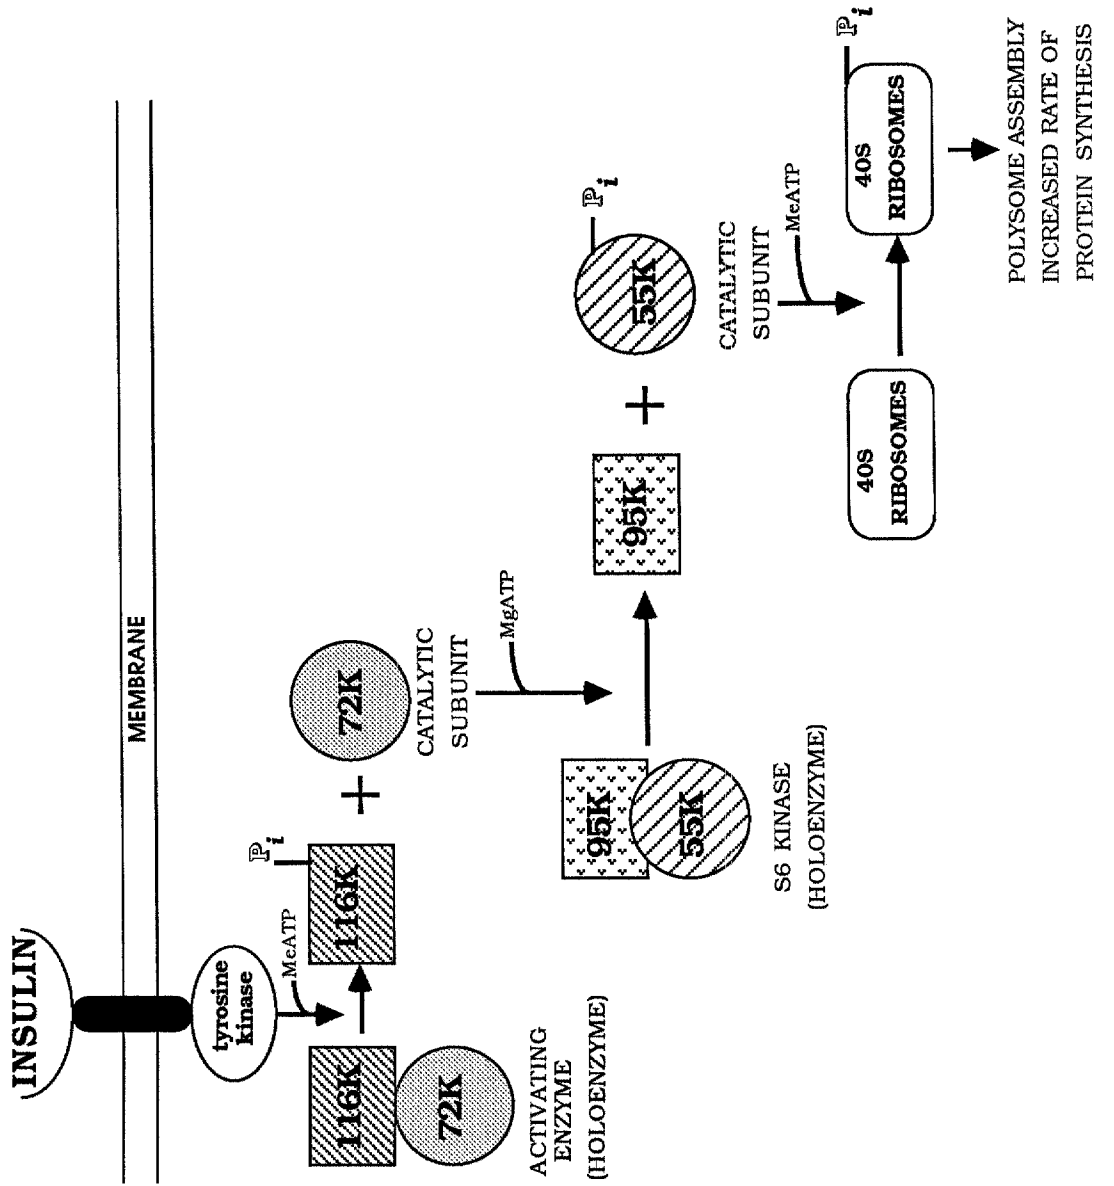 INSULIN
MEMBRANE
tyrosine
kinase
MeATP
116K
72K
ACTIVATING
ENZYME
(HOLOENZYME)
Pi
116K
+
72K
CATALYTIC
SUBUNIT
MgATP
95K
55K
S6 KINASE
(HOLOENZYME)
95K
+
Pi
55K
CATALYTIC
SUBUNIT
MeATP
40S
RIBOSOMES
Pi
40S
RIBOSOMES
POLYSOME ASSEMBLY
INCREASED RATE OF
PROTEIN SYNTHESIS